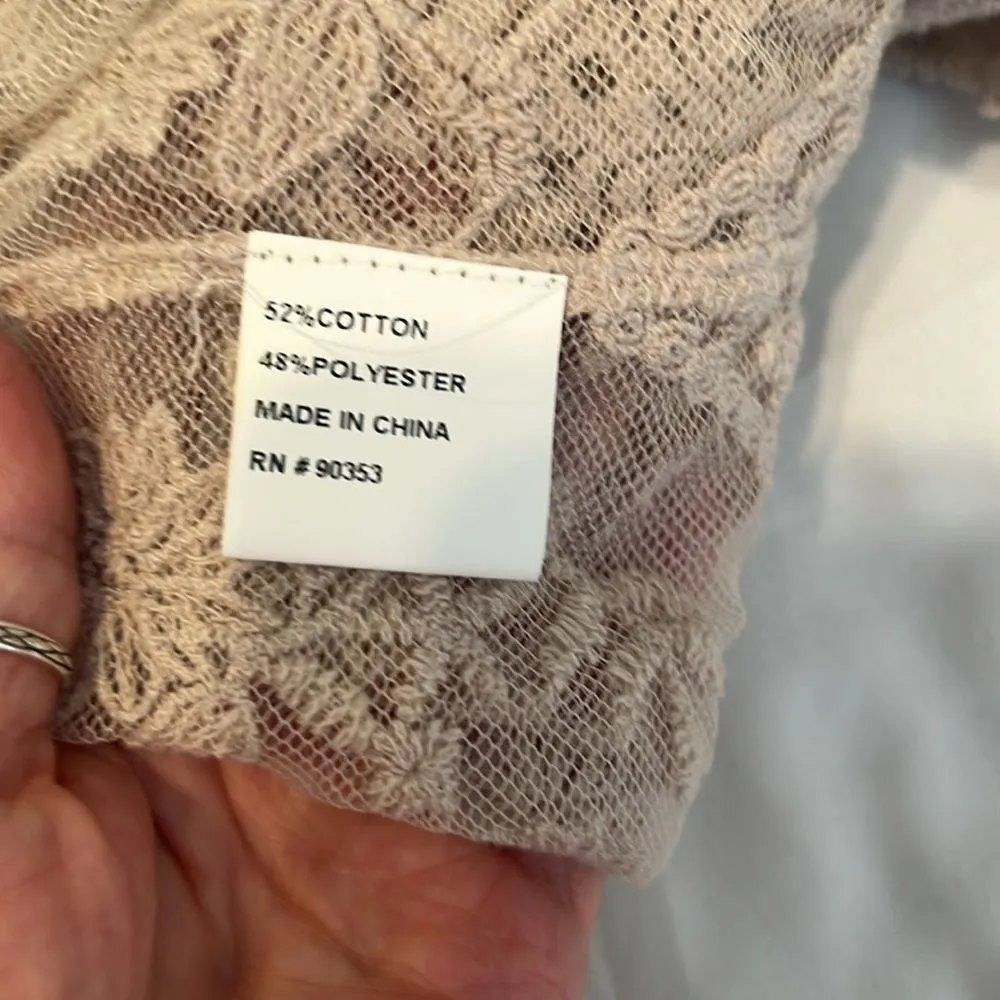 52%COTTON
48%POLYESTER
MADE IN CHINA
RN # 90353